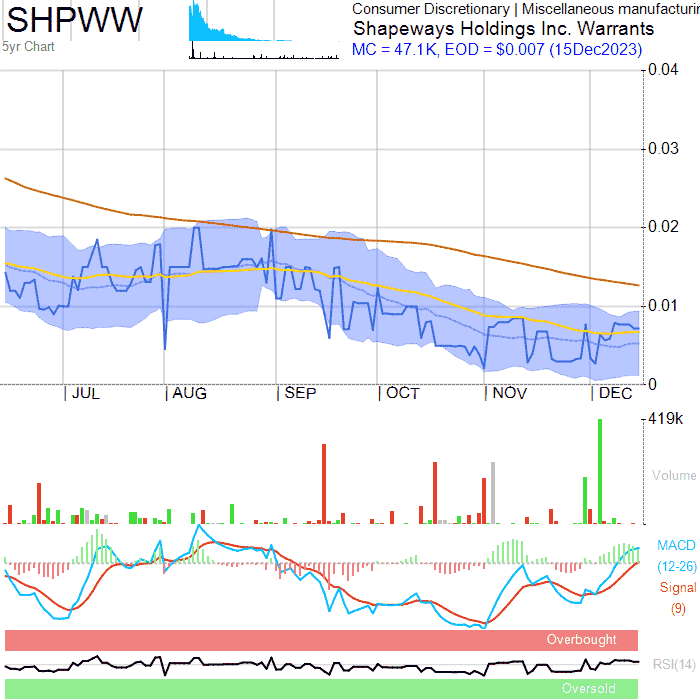 SHPWW
5yr Chart
Consumer Discretionary | Miscellaneous manufacturin
Shapeways Holdings Inc. Warrants
MC = 47.1K, EOD = $0.007 (15Dec2023)
0.04
0.03
0.02
0.01
0
| JUL | AUG | SEP | OCT | NOV | DEC
419k
Volume
MACD
(12-26)
Signal
(9)
Overbought
RSI(14)
Oversold